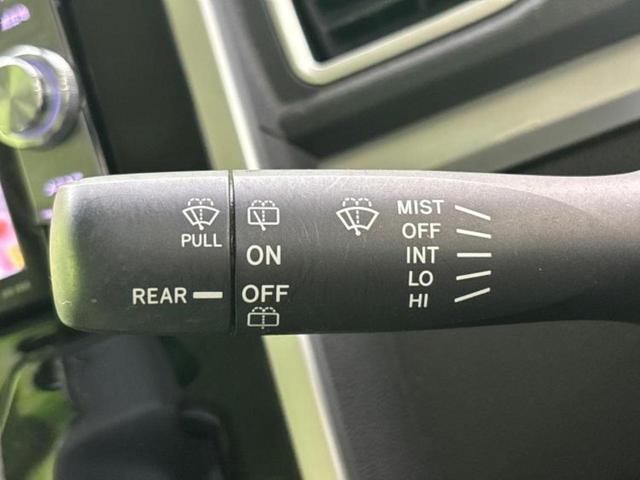 PULL
REAR
ON
OFF
MIST
OFF
INT
LO
HI